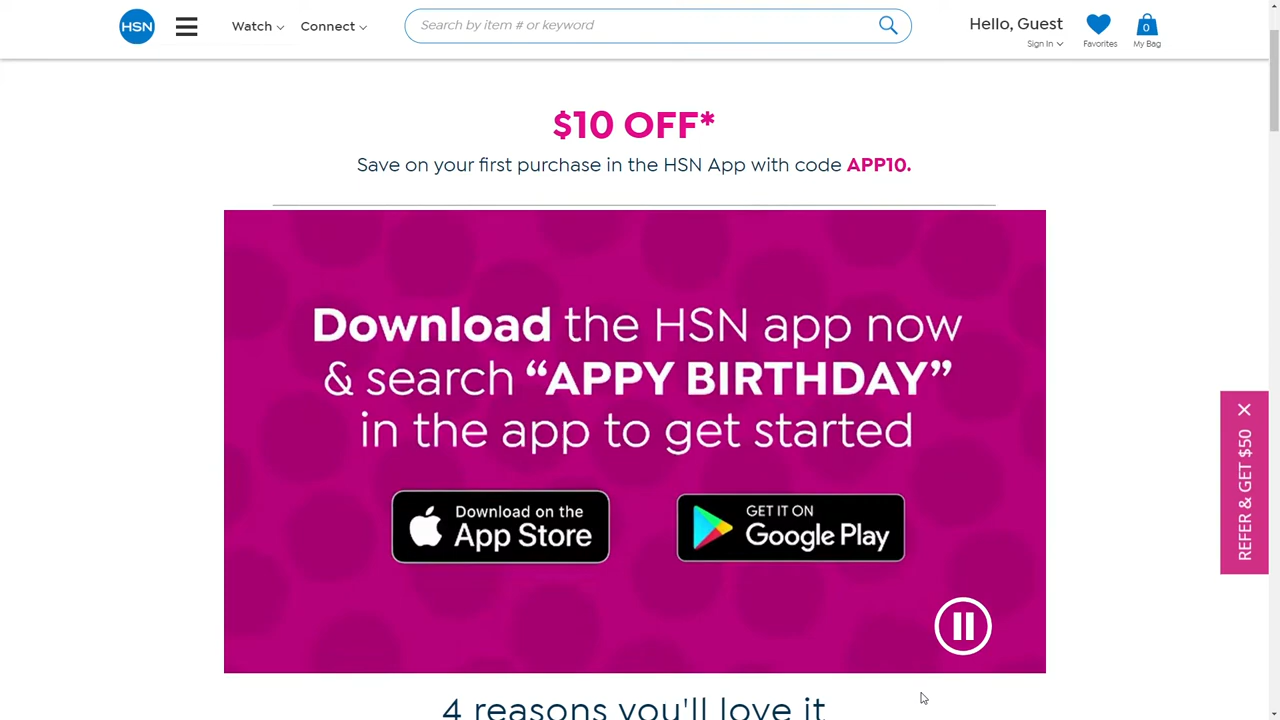 HSN
Watch
Connect
Search by item # or keyword
Hello, Guest
Sign In
Favorites
0
My Bag
$10 OFF*
Save on your first purchase in the HSN App with code APP10.
Download the HSN app now
& search “APPY BIRTHDAY”
in the app to get started
Download on the
App Store
GET IT ON
Google Play
REFER & GET $50
4 reasons you'll love it